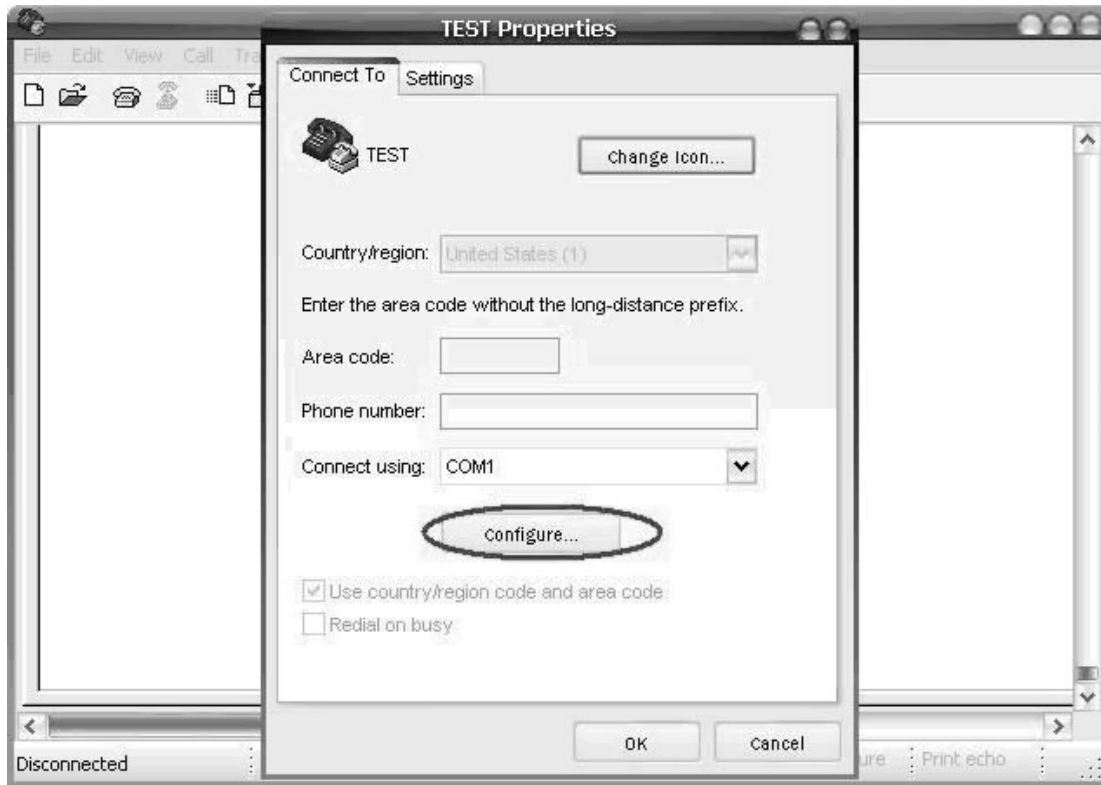 TEST Properties
File Edit View Call Tra
Connect To Settings
TEST
Change Icon...
Country/region: United States (1)
Enter the area code without the long-distance prefix.
Area code:
Phone number:
Connect using: COM1
Configure...
Use country/region code and area code
Redial on busy
OK Cancel
Disconnected ure Print echo